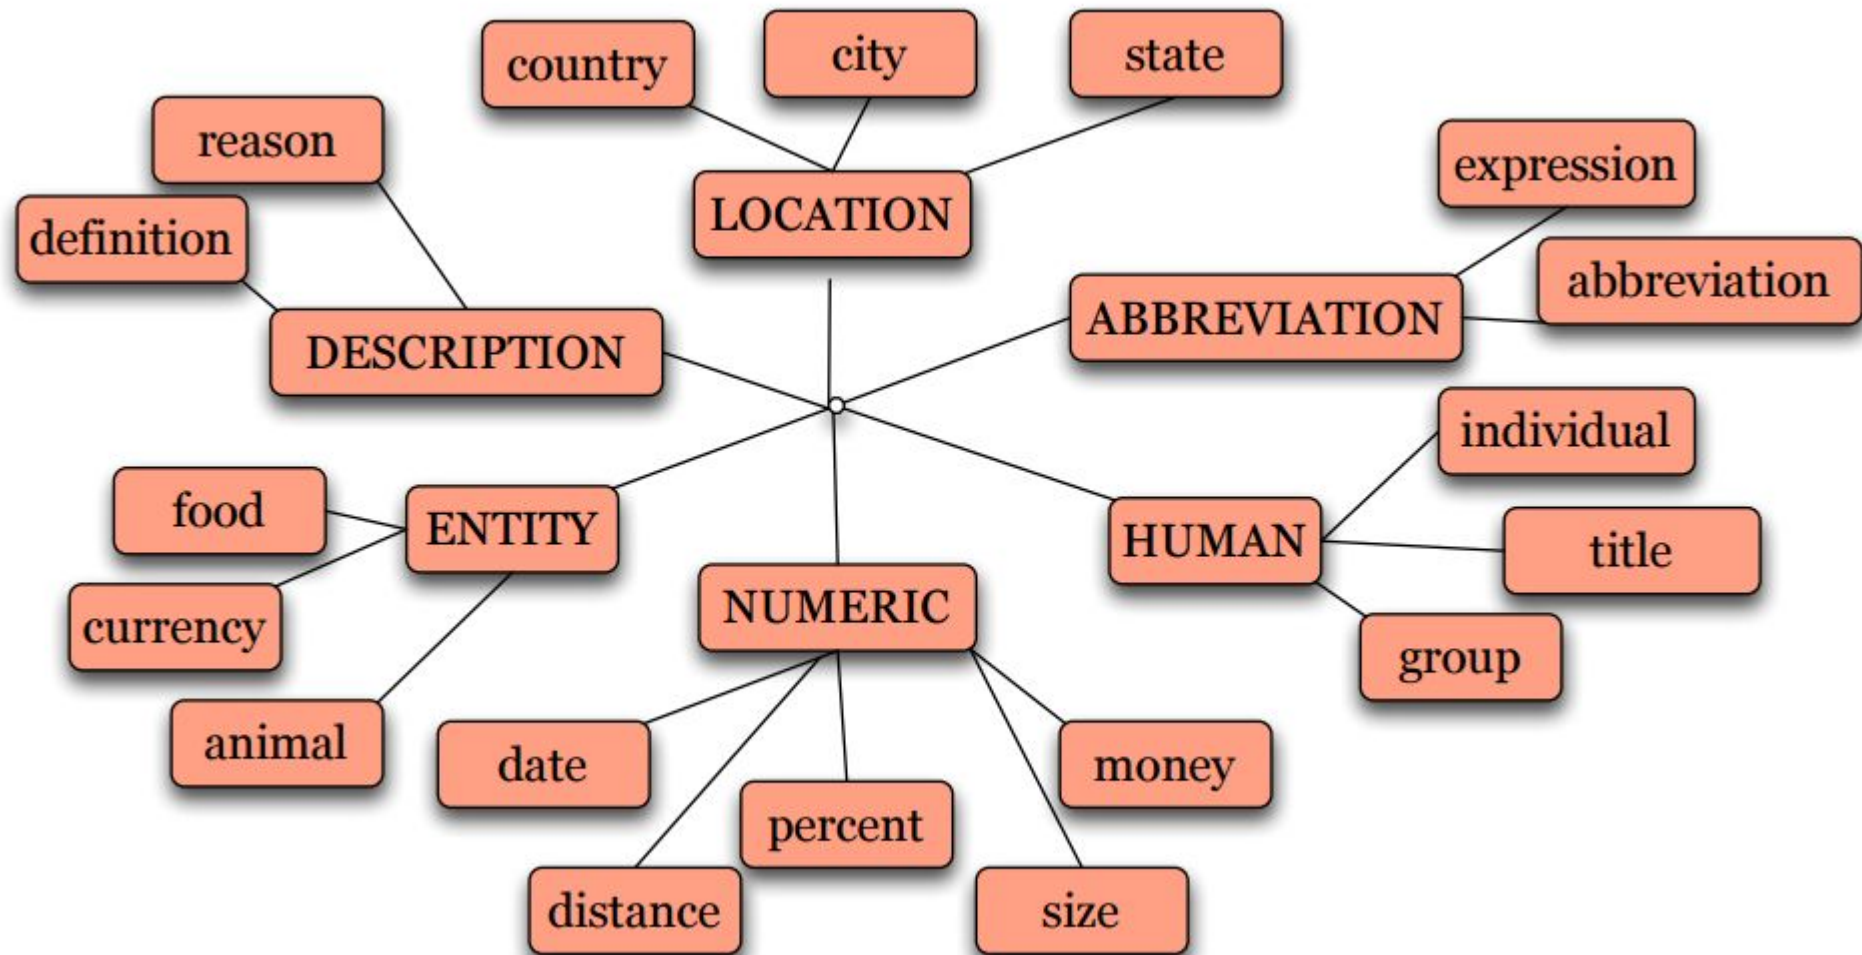 country
city
state
reason
expression
definition
LOCATION
abbreviation
ABBREVIATION
DESCRIPTION
individual
food
ENTITY
HUMAN
title
NUMERIC
currency
group
animal
date
money
percent
distance
size